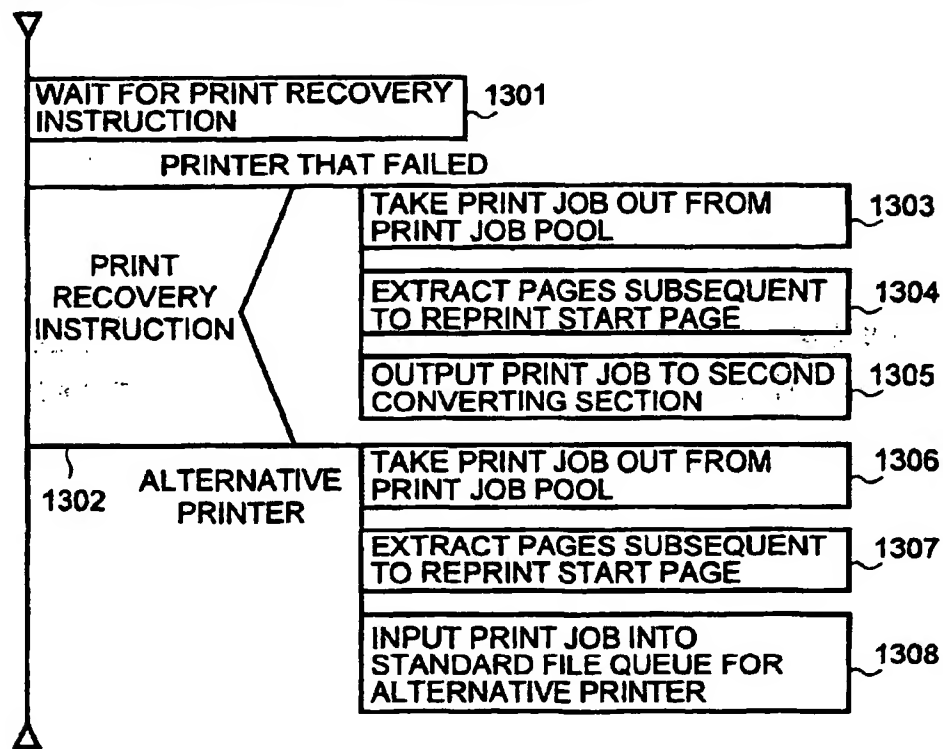 WAIT FOR PRINT RECOVERY
INSTRUCTION
1301
PRINTER THAT FAILED
TAKE PRINT JOB OUT FROM
PRINT JOB POOL
1303
PRINT
RECOVERY
INSTRUCTION
EXTRACT PAGES SUBSEQUENT
TO REPRINT START PAGE
1304
OUTPUT PRINT JOB TO SECOND
CONVERTING SECTION
1305
1302
ALTERNATIVE
PRINTER
TAKE PRINT JOB OUT FROM
PRINT JOB POOL
1306
EXTRACT PAGES SUBSEQUENT
TO REPRINT START PAGE
1307
INPUT PRINT JOB INTO
STANDARD FILE QUEUE FOR
ALTERNATIVE PRINTER
1308